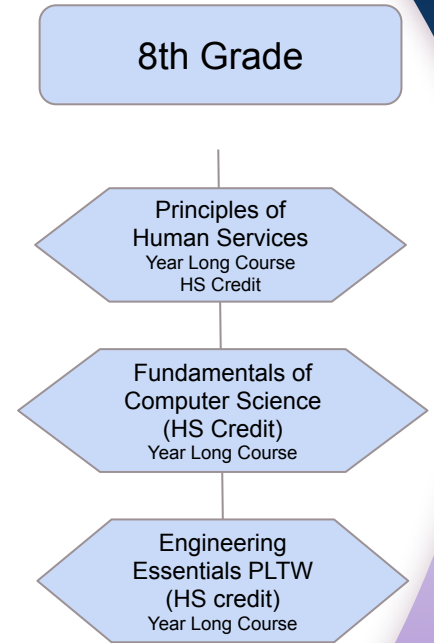 8th Grade
Principles of
Human Services
Year Long Course
HS Credit
Fundamentals of
Computer Science
(HS Credit)
Year Long Course
Engineering
Essentials PLTW
(HS credit)
Year Long Course